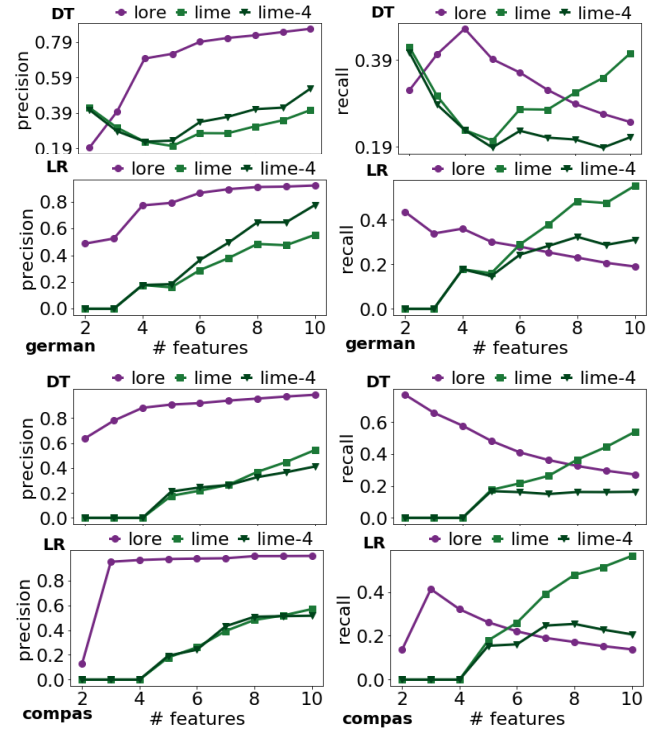 DT lore lime lime-4
precision
0.79
0.59
0.39
0.19
DT lore lime lime-4
recall
0.39
0.19
LR lore lime lime-4
precision
0.8
0.6
0.4
0.2
0.0
2 4 6 8 10
german # features
LR lore lime lime-4
recall
0.4
0.2
0.0
2 4 6 8 10
german # features
DT lore lime lime-4
precision
0.8
0.6
0.4
0.2
0.0
DT lore lime lime-4
recall
0.6
0.4
0.2
0.0
LR lore lime lime-4
precision
0.8
0.6
0.4
0.2
0.0
2 4 6 8 10
compas # features
LR lore lime lime-4
recall
0.4
0.2
0.0
2 4 6 8 10
compas # features